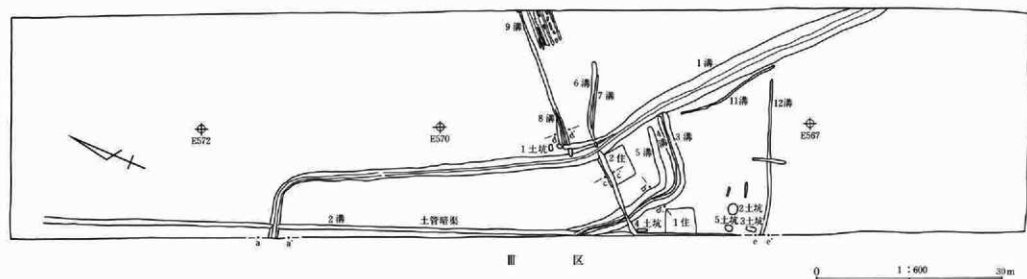 9溝
6溝
7溝
1溝
11溝
12溝
8溝
3溝
4溝
5溝
E572
E570
E567
1土坑
2住
2溝
土管暗渠
4土坑
1住
2土坑
5土坑
3土坑
a a'
c c'
d d'
e e'
Ⅲ 区
0 1:600 30m